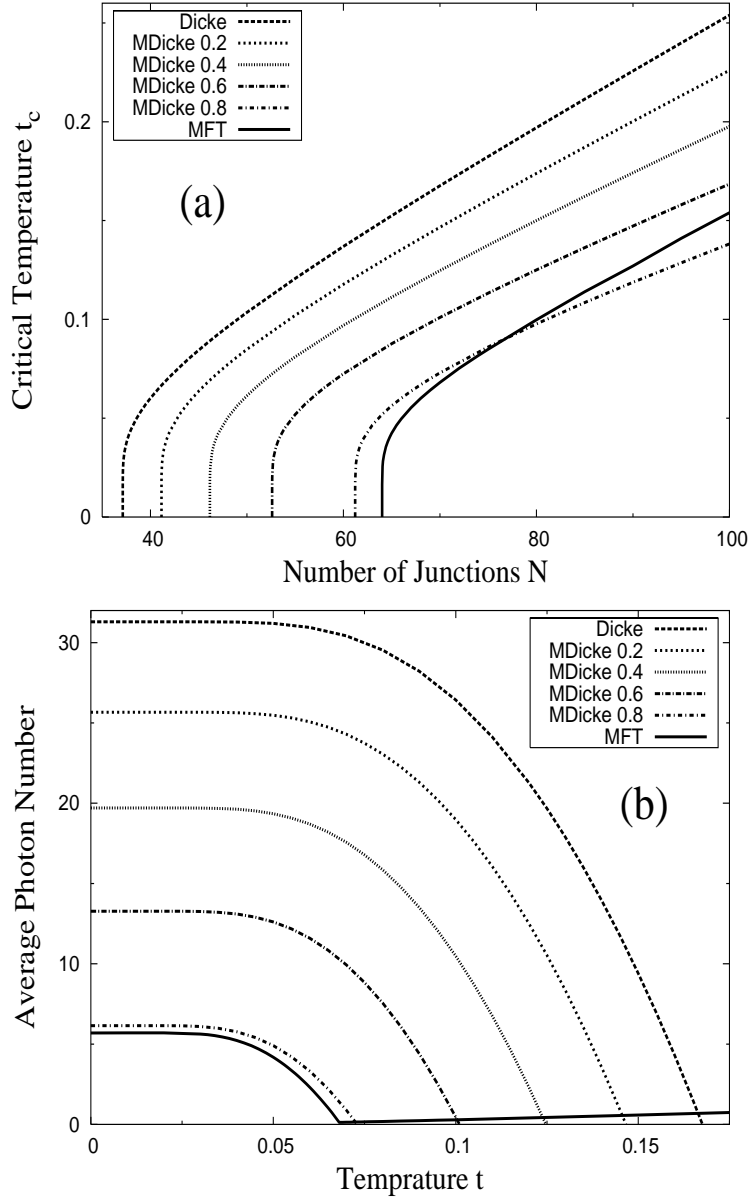 Dicke
MDicke 0.2
MDicke 0.4
MDicke 0.6
MDicke 0.8
MFT
(a)
Critical Temperature t_c
0
0.1
0.2
40
60
80
100
Number of Junctions N
Dicke
MDicke 0.2
MDicke 0.4
MDicke 0.6
MDicke 0.8
MFT
(b)
Average Photon Number
0
10
20
30
0
0.05
0.1
0.15
Temprature t